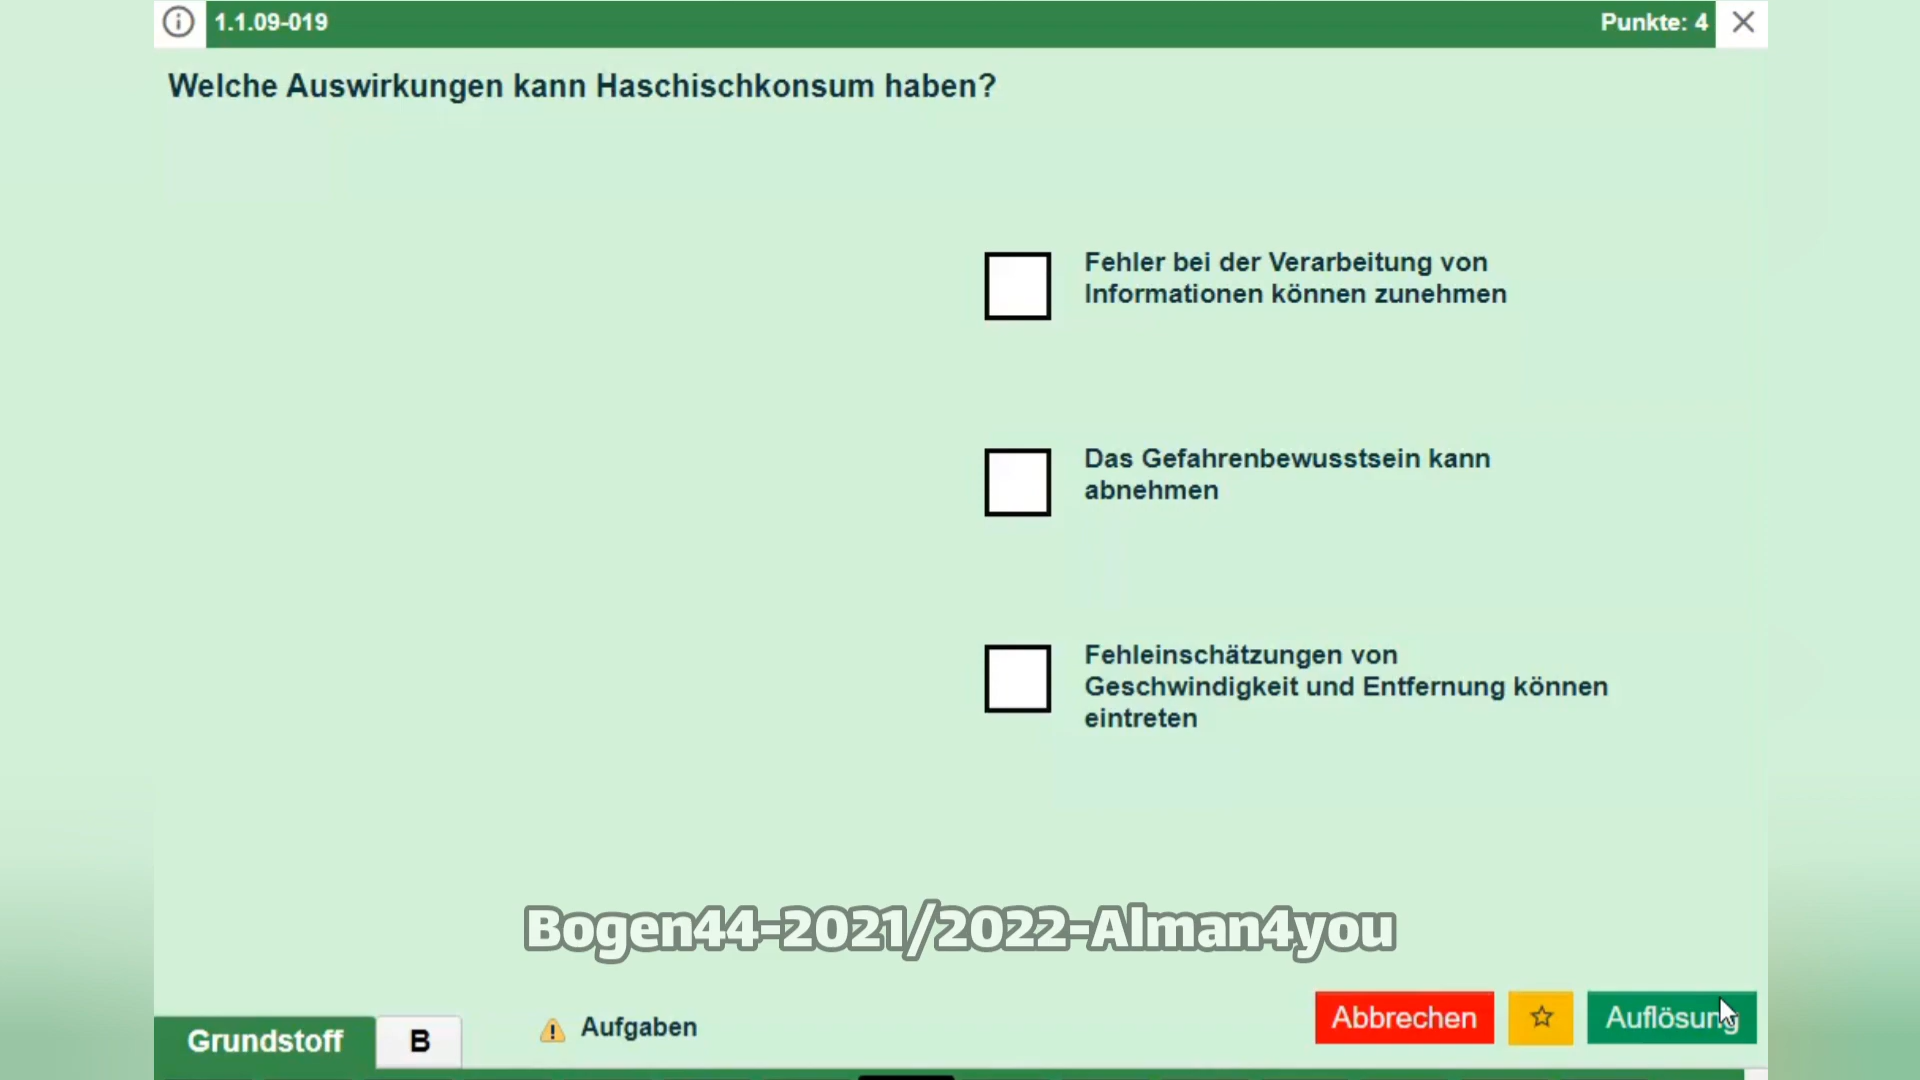 1.1.09-019
Punkte: 4
Welche Auswirkungen kann Haschischkonsum haben?
Fehler bei der Verarbeitung von
Informationen können zunehmen
Das Gefahrenbewusstsein kann
abnehmen
Fehleinschätzungen von
Geschwindigkeit und Entfernung können
eintreten
Bogen44-2021/2022-Alman4you
Grundstoff
B
Aufgaben
Abbrechen
Auflösung